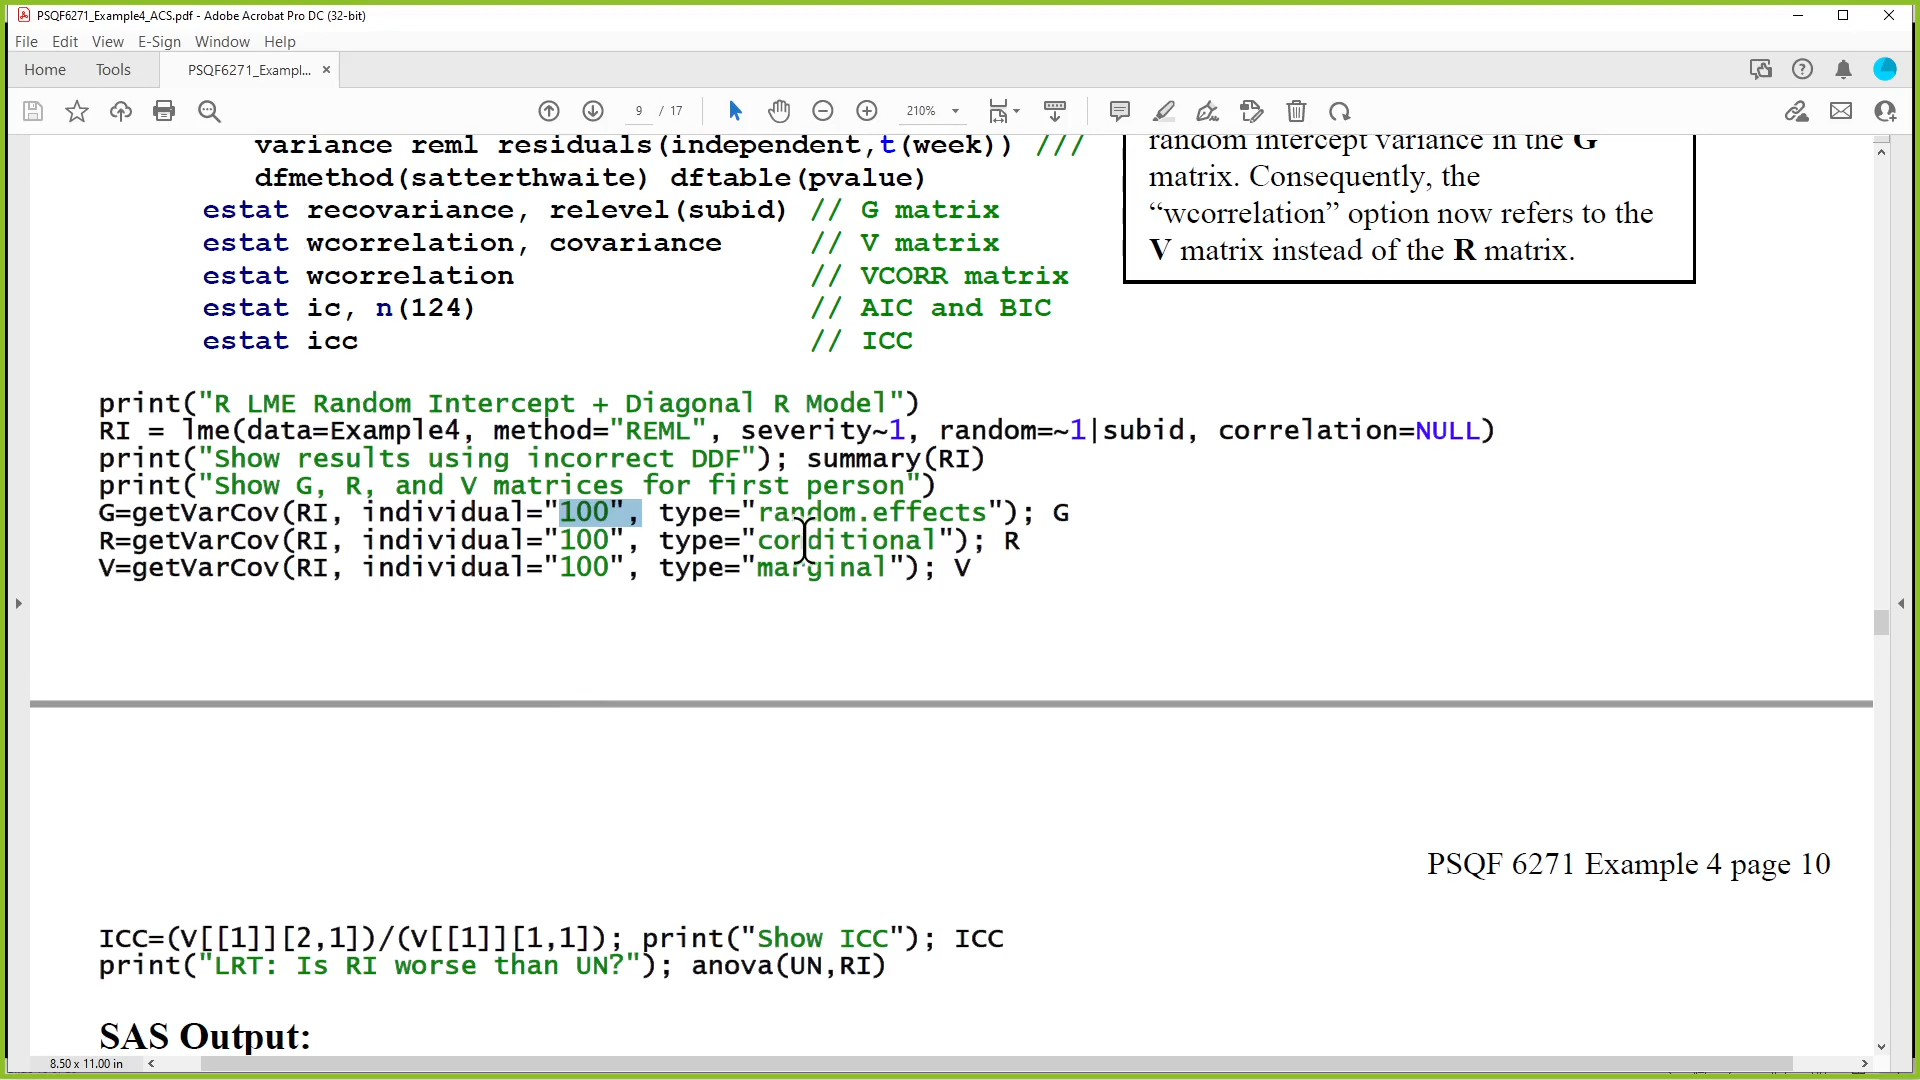 PSQF6271_Example4_ACS.pdf - Adobe Acrobat Pro DC (32-bit)
File Edit View E-Sign Window Help
Home Tools PSQF6271_Exampl... ×
9 / 17 210%
variance reml residuals(independent,t(week)) ///
dfmethod(satterthwaite) dftable(pvalue)
estat recovariance, relevel(subid) // G matrix
estat wcorrelation, covariance // V matrix
estat wcorrelation // VCORR matrix
estat ic, n(124) // AIC and BIC
estat icc // ICC
random intercept variance in the G
matrix. Consequently, the
“wcorrelation” option now refers to the
V matrix instead of the R matrix.
print("R LME Random Intercept + Diagonal R Model")
RI = lme(data=Example4, method="REML", severity~1, random=~1|subid, correlation=NULL)
print("Show results using incorrect DDF"); summary(RI)
print("Show G, R, and V matrices for first person")
G=getVarCov(RI, individual="100", type="random.effects"); G
R=getVarCov(RI, individual="100", type="conditional"); R
V=getVarCov(RI, individual="100", type="marginal"); V
PSQF 6271 Example 4 page 10
ICC=(V[[1]][2,1])/(V[[1]][1,1]); print("Show ICC"); ICC
print("LRT: Is RI worse than UN?"); anova(UN,RI)
SAS Output:
8.50 x 11.00 in